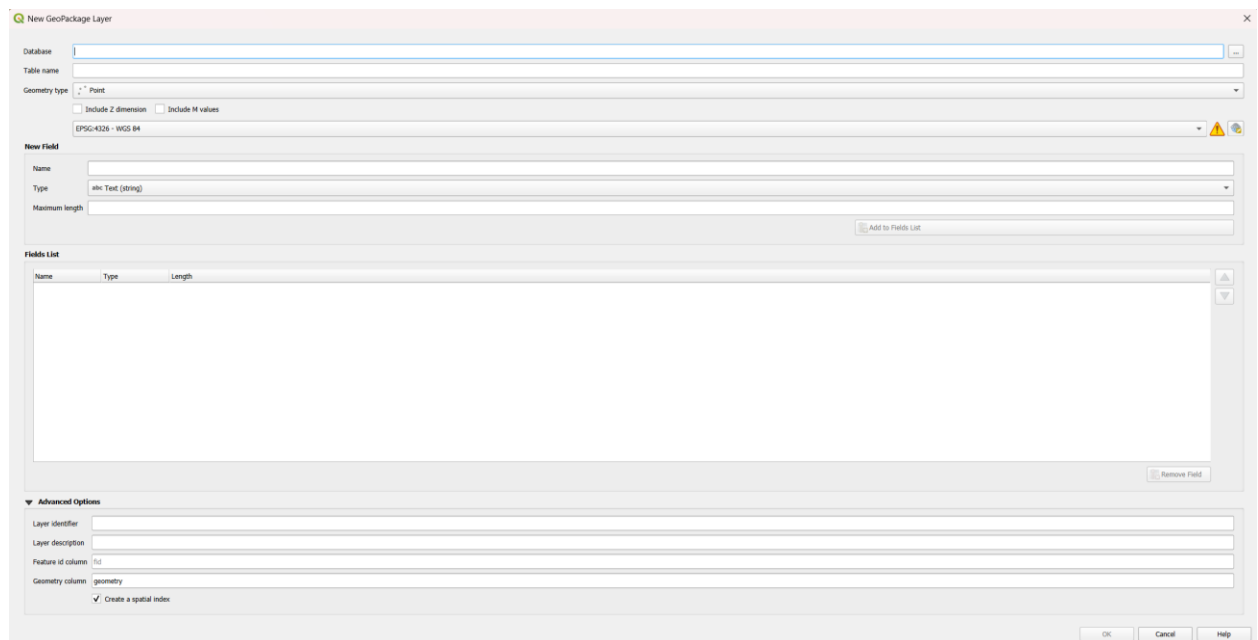 New GeoPackage Layer
Database
...
Table name
Geometry type Point
Include Z dimension Include M values
EPSG:4326 - WGS 84
New Field
Name
Type abc Text (string)
Maximum length
Add to Fields List
Fields List
Name Type Length
Remove Field
Advanced Options
Layer identifier
Layer description
Feature id column fid
Geometry column geometry
Create a spatial index
OK Cancel Help